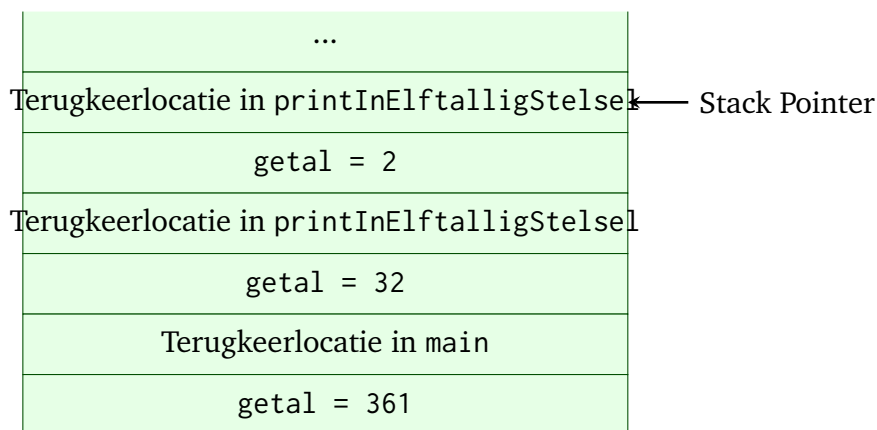 ...
Terugkeerlocatie in printInElftalligStelsel
Stack Pointer
getal = 2
Terugkeerlocatie in printInElftalligStelsel
getal = 32
Terugkeerlocatie in main
getal = 361